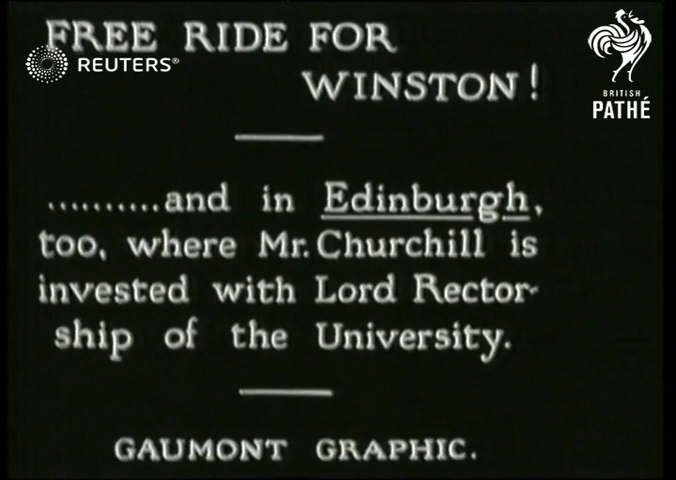 FREE RIDE FOR
WINSTON!
REUTERS®
BRITISH
PATHÉ
..........and in Edinburgh,
too, where Mr. Churchill is
invested with Lord Rector-
ship of the University.
GAUMONT GRAPHIC.